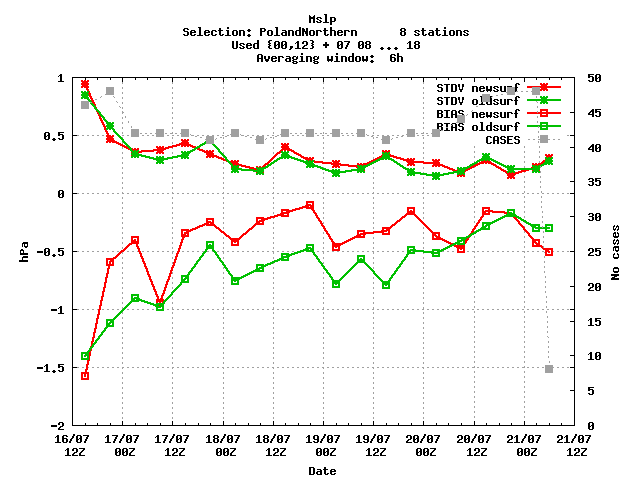 Mslp
Selection: PolandNorthern 8 stations
Used {00,12} + 07 08 ... 18
Averaging window: 6h
STDV newsurf
STDV oldsurf
BIAS newsurf
BIAS oldsurf
CASES
1
0.5
0
-0.5
-1
-1.5
-2
hPa
50
45
40
35
30
25
20
15
10
5
0
No cases
16/07 17/07 17/07 18/07 18/07 19/07 19/07 20/07 20/07 21/07 21/07
12Z 00Z 12Z 00Z 12Z 00Z 12Z 00Z 12Z 00Z 12Z
Date